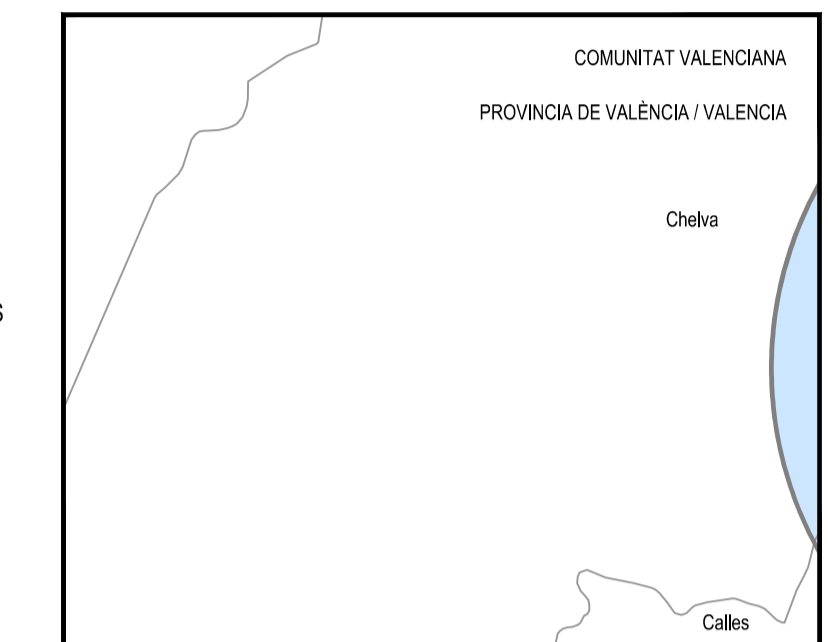 COMUNITAT VALENCIANA
PROVINCIA DE VALÈNCIA / VALENCIA
Chelva
S
Calles